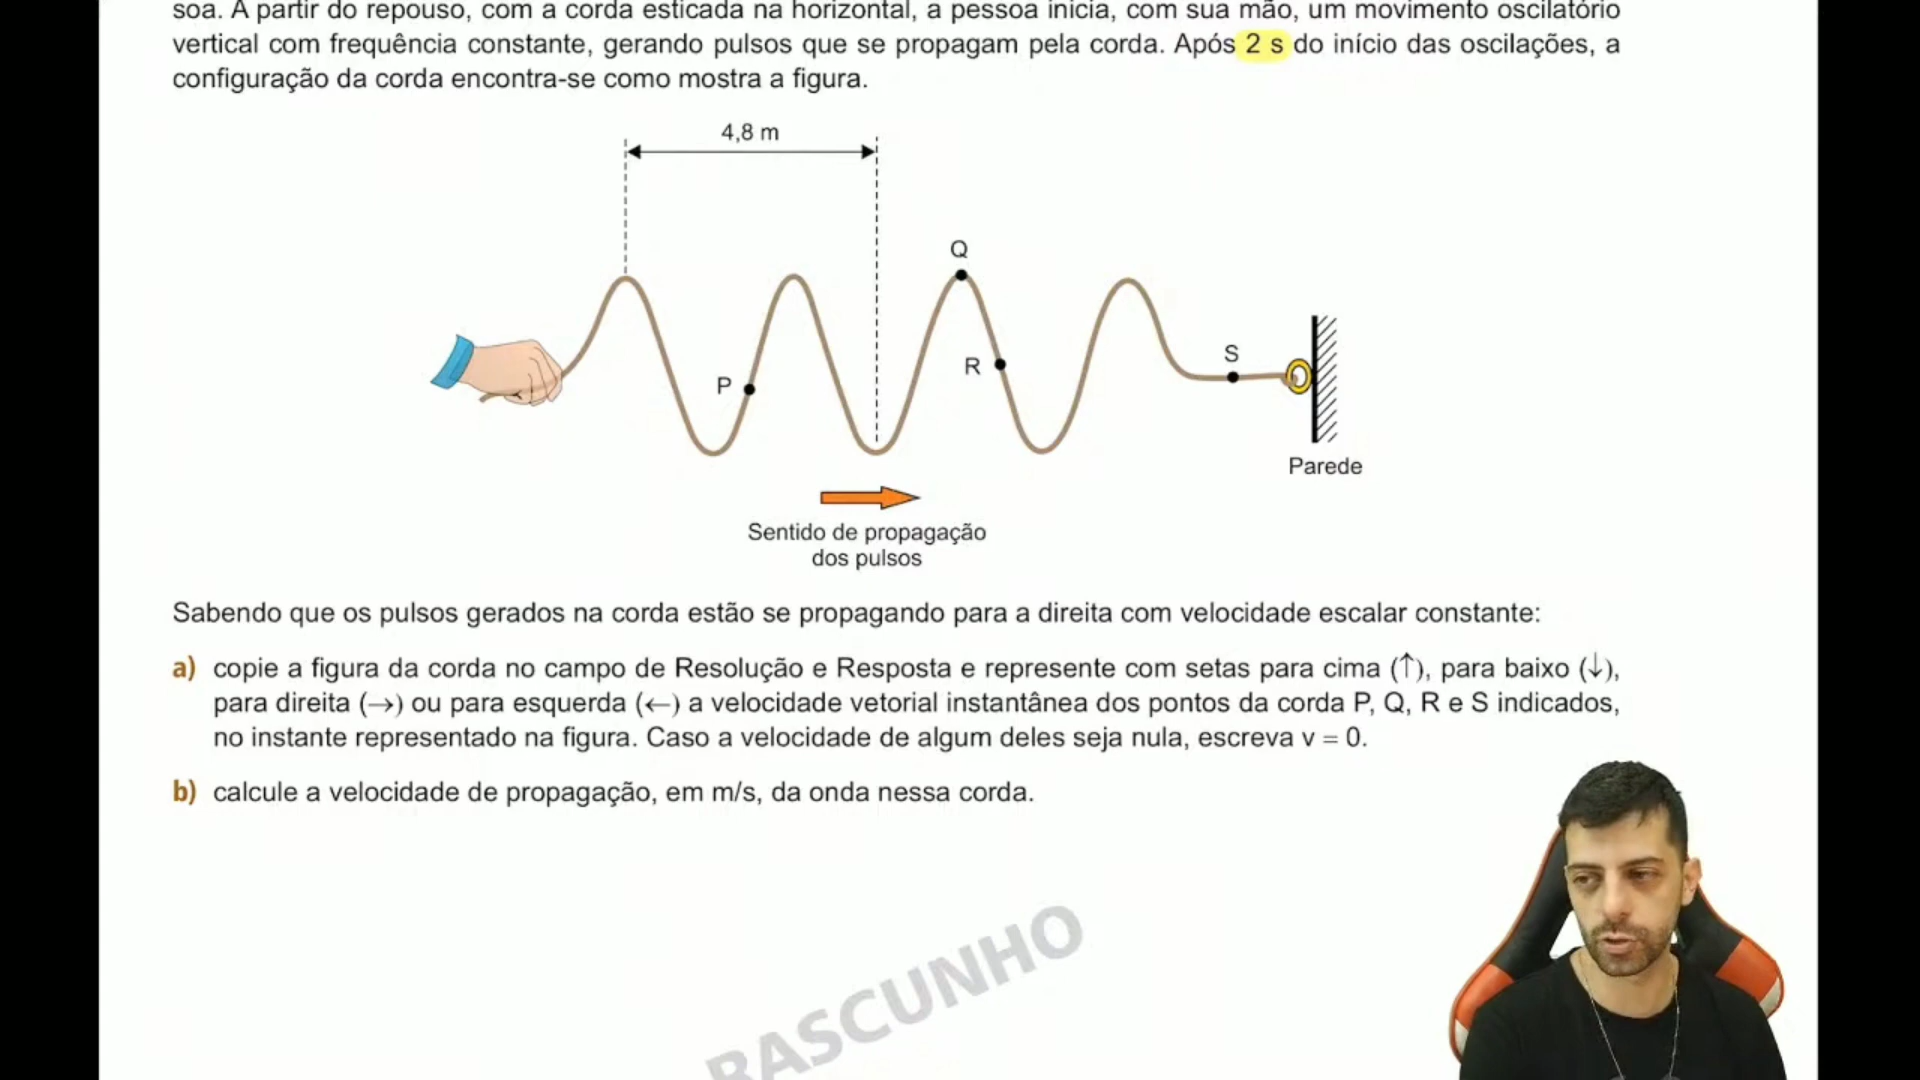 soa. A partir do repouso, com a corda esticada na horizontal, a pessoa inicia, com sua mão, um movimento oscilatório
vertical com frequência constante, gerando pulsos que se propagam pela corda. Após 2 s do início das oscilações, a
configuração da corda encontra-se como mostra a figura.
4,8 m
Q
S
R
P
Parede
Sentido de propagação
dos pulsos
Sabendo que os pulsos gerados na corda estão se propagando para a direita com velocidade escalar constante:
a) copie a figura da corda no campo de Resolução e Resposta e represente com setas para cima (↑), para baixo (↓),
para direita (→) ou para esquerda (←) a velocidade vetorial instantânea dos pontos da corda P, Q, R e S indicados,
no instante representado na figura. Caso a velocidade de algum deles seja nula, escreva v = 0.
b) calcule a velocidade de propagação, em m/s, da onda nessa corda.
RASCUNHO